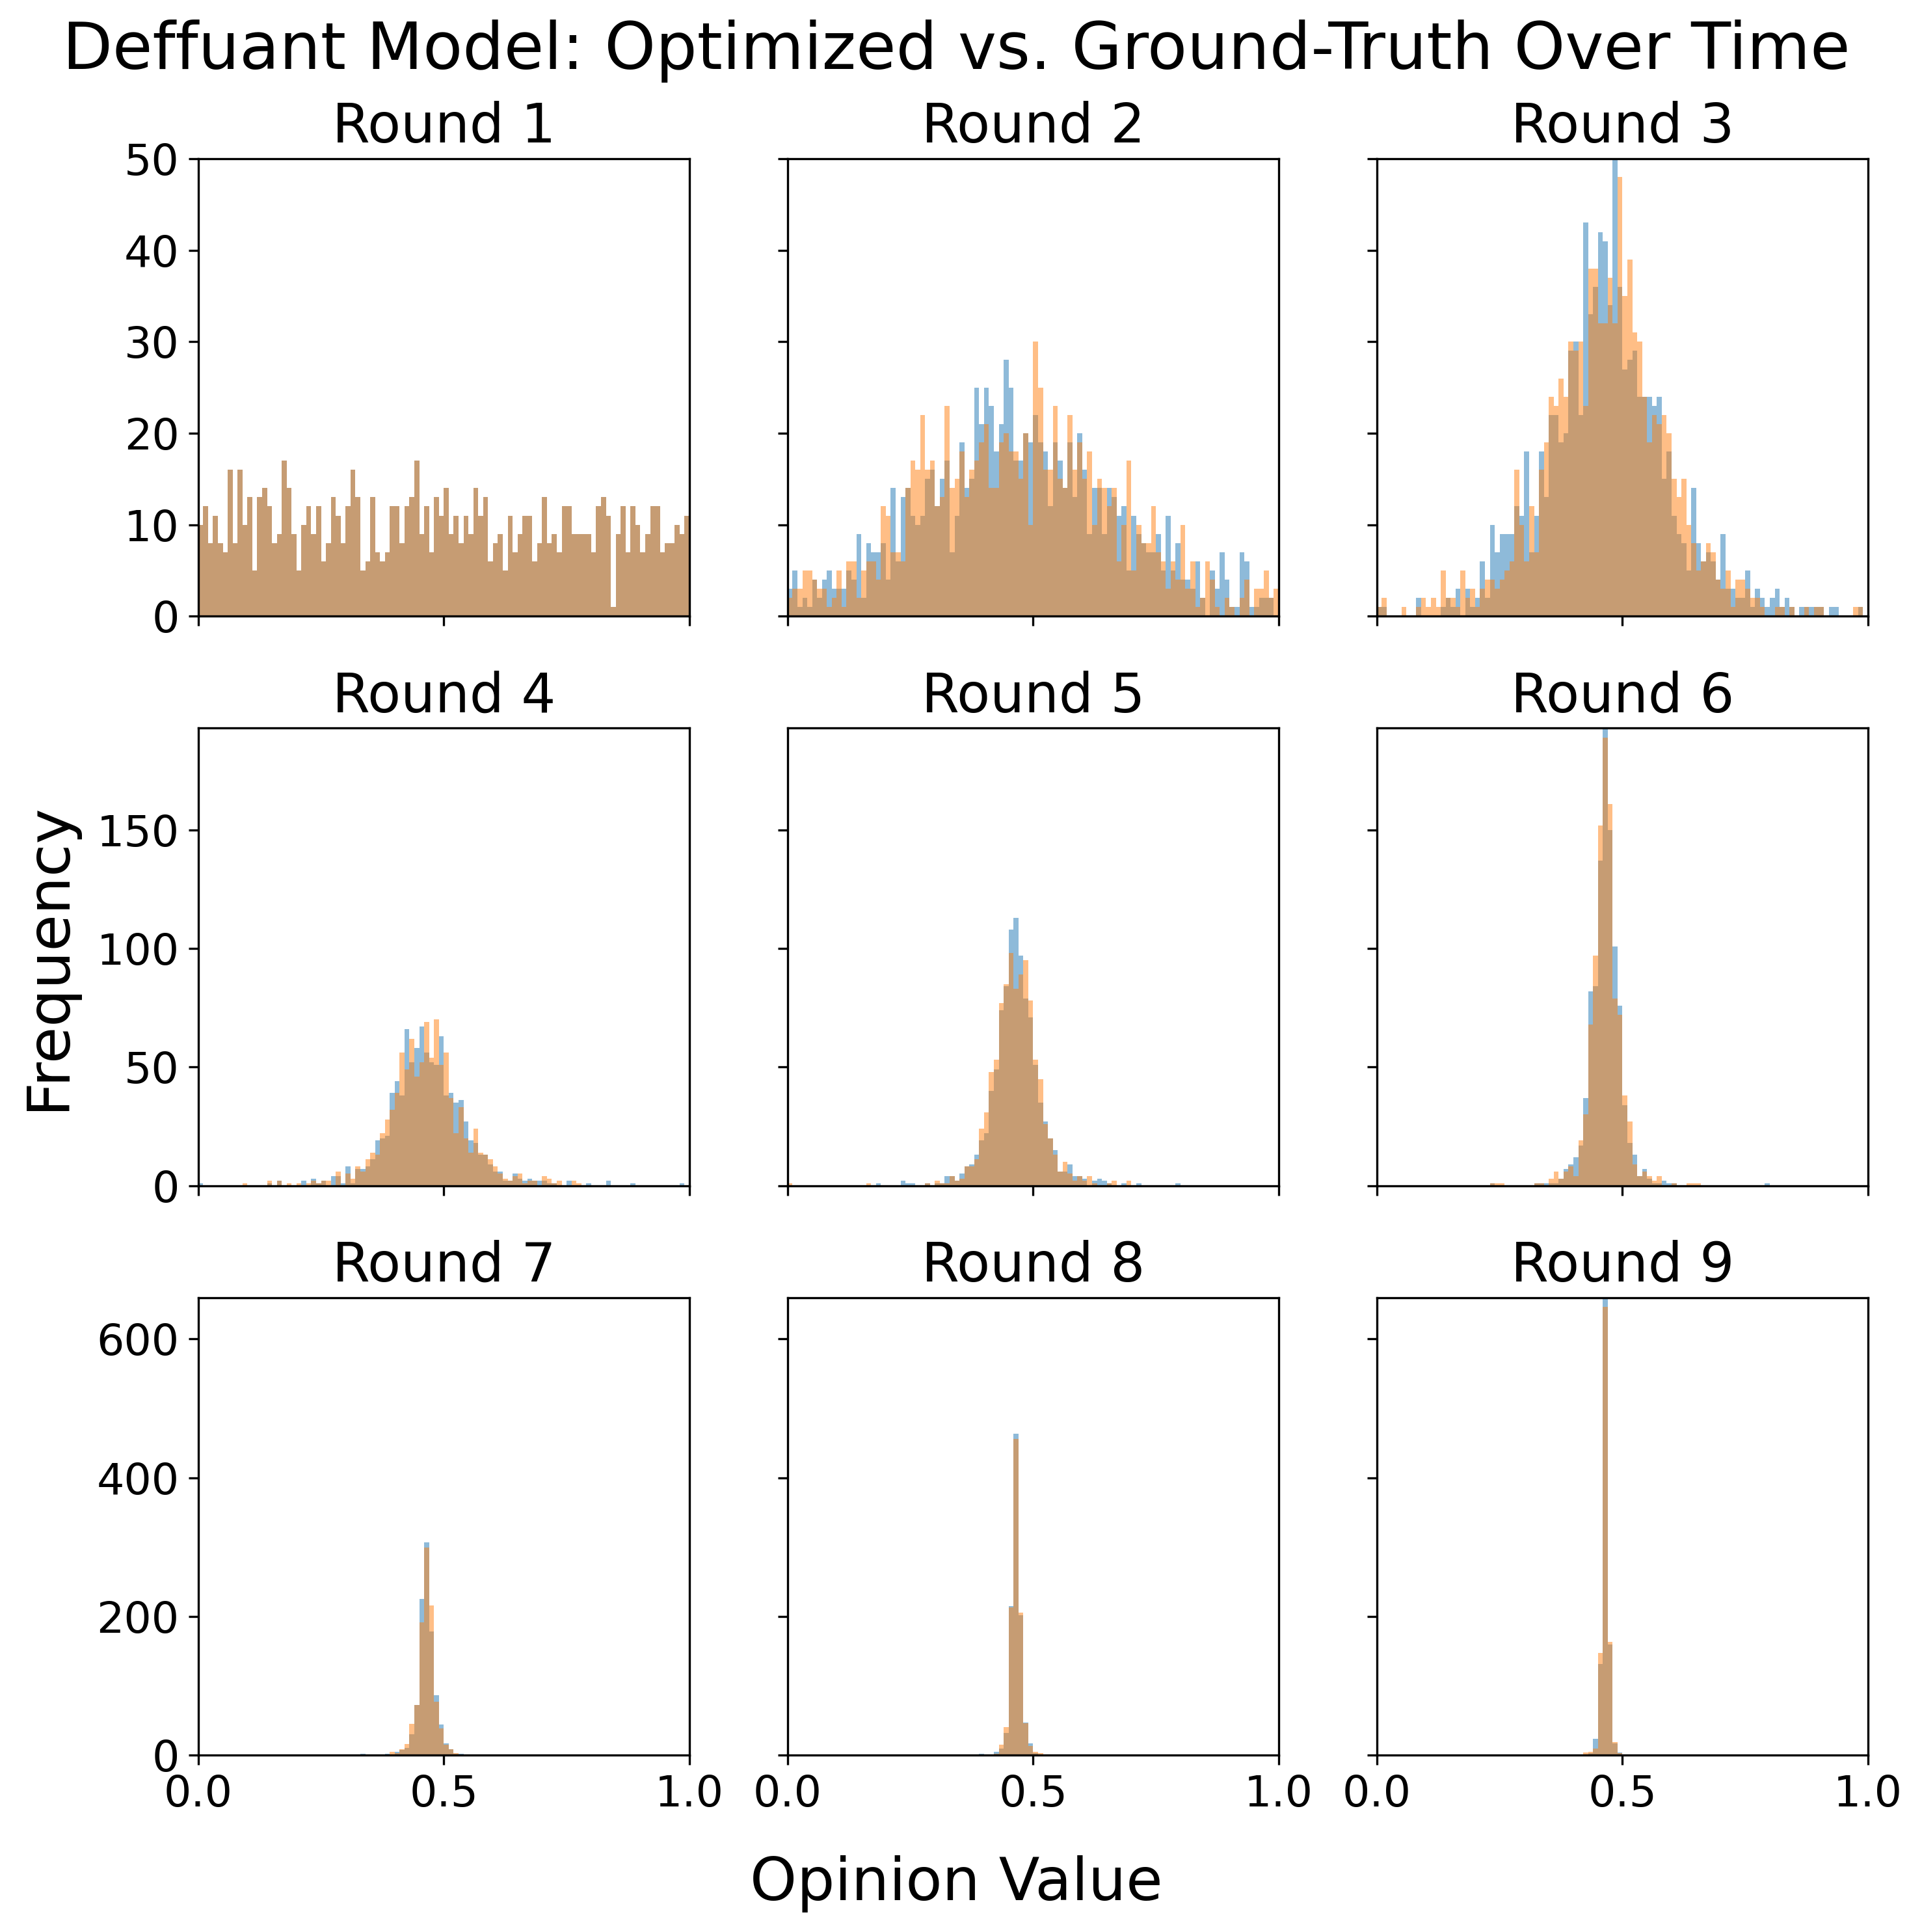 Deffuant Model: Optimized vs. Ground-Truth Over Time
Round 1
Round 2
Round 3
50
40
30
20
10
0
Round 4
Round 5
Round 6
150
100
50
0
Frequency
Round 7
Round 8
Round 9
600
400
200
0
0.0 0.5 1.0 0.0 0.5 1.0 0.0 0.5 1.0
Opinion Value